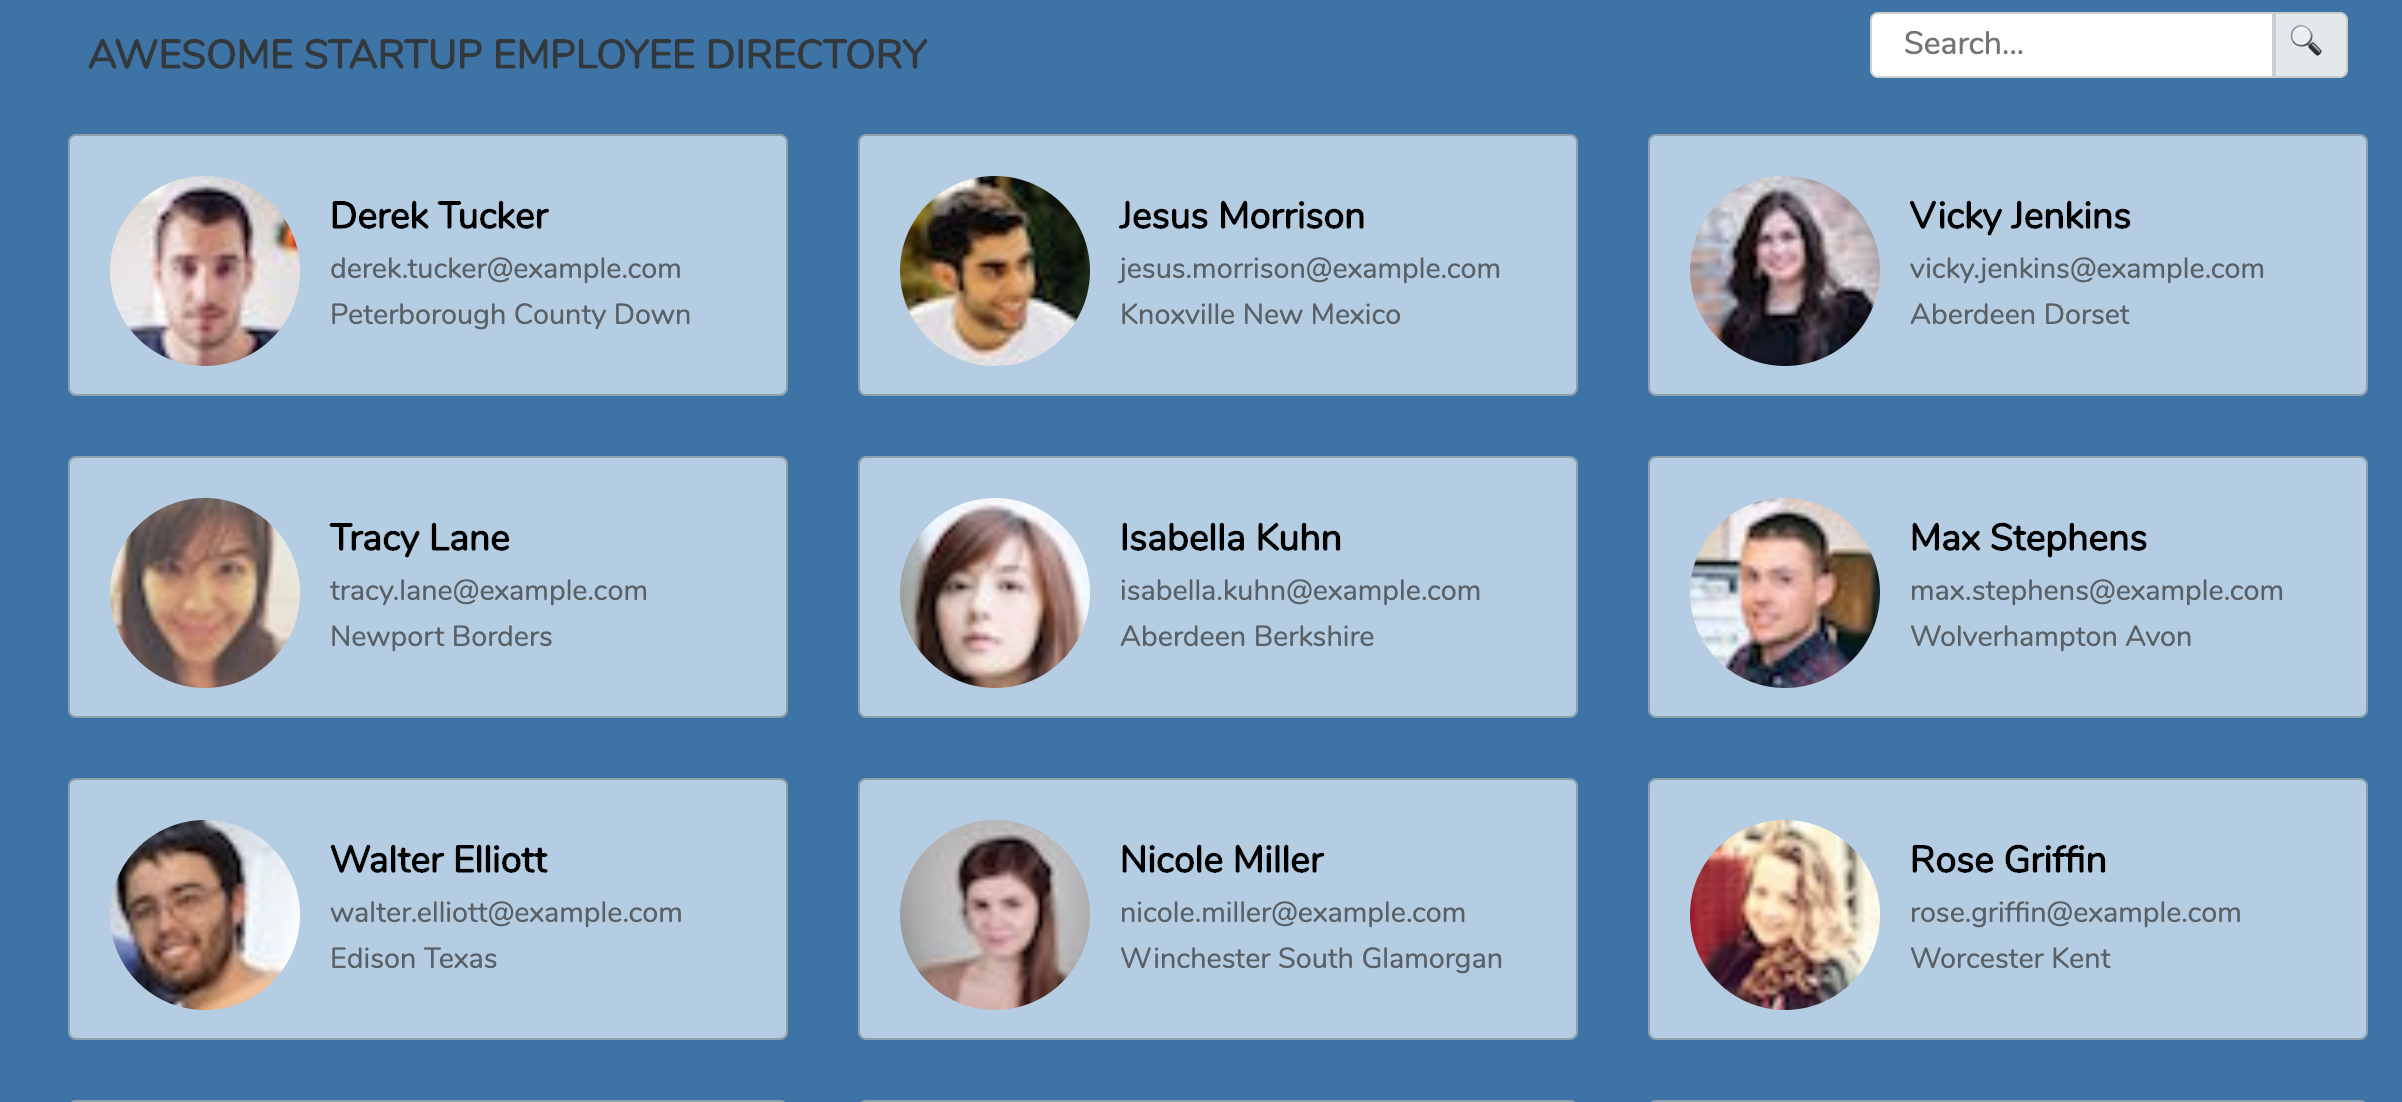 AWESOME STARTUP EMPLOYEE DIRECTORY
Search...
Derek Tucker
derek.tucker@example.com
Peterborough County Down
Jesus Morrison
jesus.morrison@example.com
Knoxville New Mexico
Vicky Jenkins
vicky.jenkins@example.com
Aberdeen Dorset
Tracy Lane
tracy.lane@example.com
Newport Borders
Isabella Kuhn
isabella.kuhn@example.com
Aberdeen Berkshire
Max Stephens
max.stephens@example.com
Wolverhampton Avon
Walter Elliott
walter.elliott@example.com
Edison Texas
Nicole Miller
nicole.miller@example.com
Winchester South Glamorgan
Rose Griffin
rose.griffin@example.com
Worcester Kent